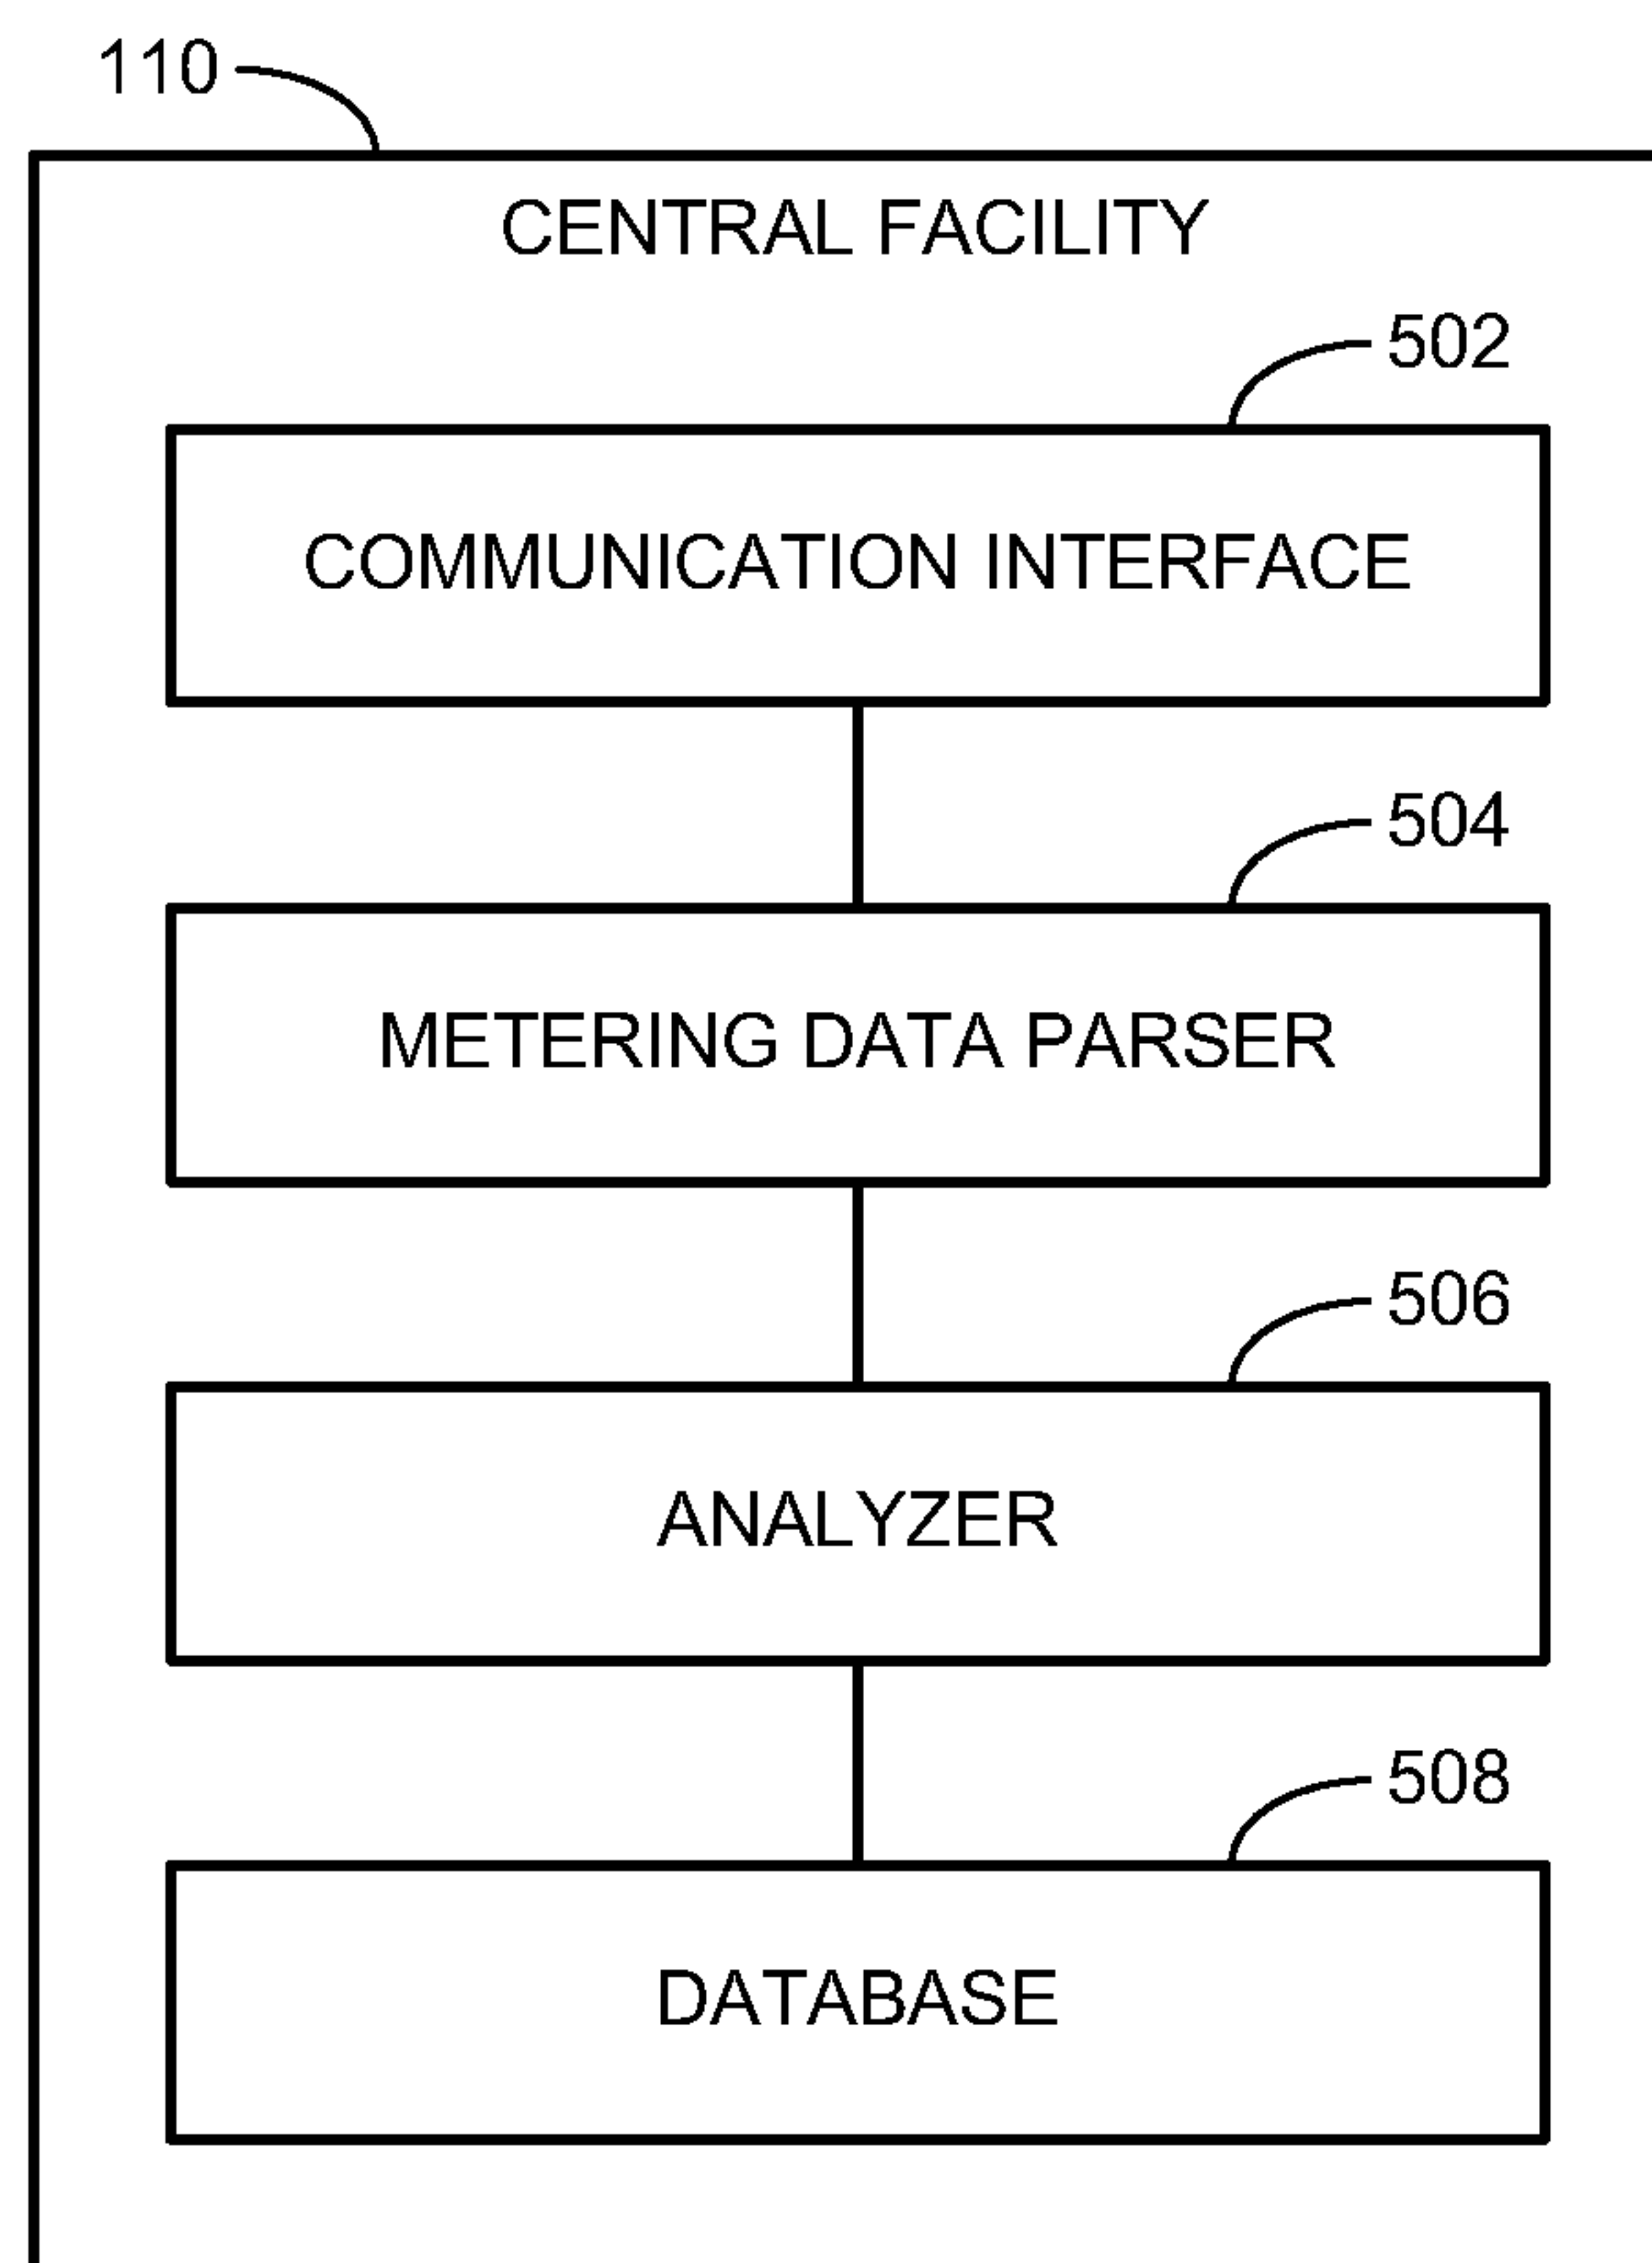 110
CENTRAL FACILITY
502
COMMUNICATION INTERFACE
504
METERING DATA PARSER
506
ANALYZER
508
DATABASE